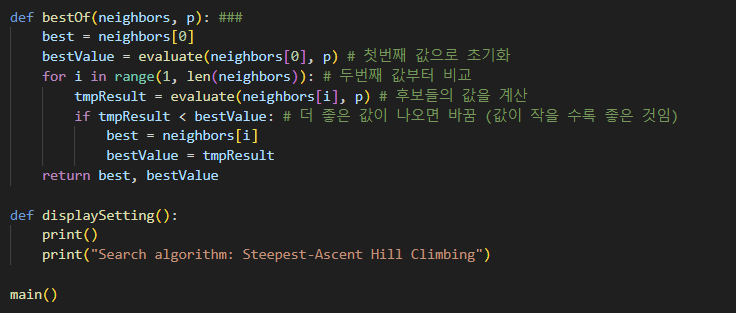 def bestOf(neighbors, p): ###
    best = neighbors[0]
    bestValue = evaluate(neighbors[0], p) # 첫번째 값으로 초기화
    for i in range(1, len(neighbors)): # 두번째 값부터 비교
        tmpResult = evaluate(neighbors[i], p) # 후보들의 값을 계산
        if tmpResult < bestValue: # 더 좋은 값이 나오면 바꿈 (값이 작을 수록 좋은 것임)
            best = neighbors[i]
            bestValue = tmpResult
    return best, bestValue

def displaySetting():
    print()
    print("Search algorithm: Steepest-Ascent Hill Climbing")

main()